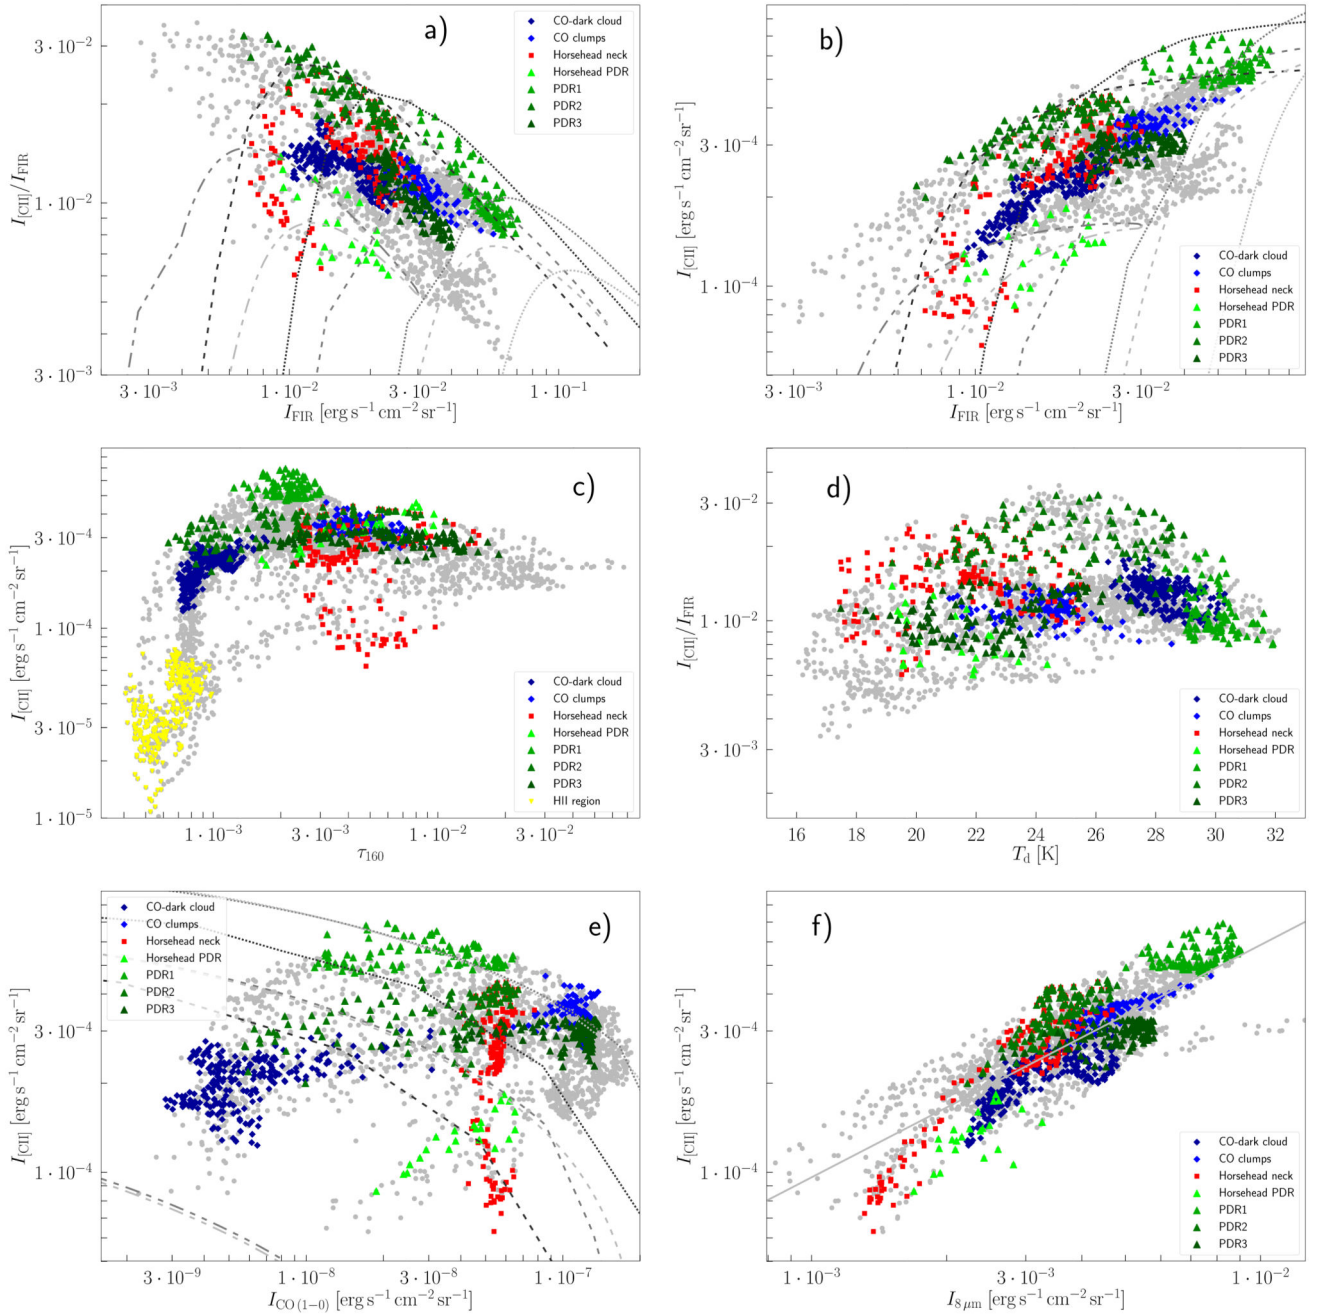 a)
3 · 10⁻²
1 · 10⁻²
3 · 10⁻³
I[CII]/IFIR
CO-dark cloud
CO clumps
Horsehead neck
Horsehead PDR
PDR1
PDR2
PDR3
3 · 10⁻³ 1 · 10⁻² 3 · 10⁻² 1 · 10⁻¹
IFIR [erg s⁻¹ cm⁻² sr⁻¹]
b)
3 · 10⁻⁴
1 · 10⁻⁴
I[CII] [erg s⁻¹ cm⁻² sr⁻¹]
CO-dark cloud
CO clumps
Horsehead neck
Horsehead PDR
PDR1
PDR2
PDR3
3 · 10⁻³ 1 · 10⁻² 3 · 10⁻²
IFIR [erg s⁻¹ cm⁻² sr⁻¹]
c)
3 · 10⁻⁴
1 · 10⁻⁴
3 · 10⁻⁵
1 · 10⁻⁵
I[CII] [erg s⁻¹ cm⁻² sr⁻¹]
CO-dark cloud
CO clumps
Horsehead neck
Horsehead PDR
PDR1
PDR2
PDR3
HII region
1 · 10⁻³ 3 · 10⁻³ 1 · 10⁻² 3 · 10⁻²
τ160
d)
3 · 10⁻²
1 · 10⁻²
3 · 10⁻³
I[CII]/IFIR
CO-dark cloud
CO clumps
Horsehead neck
Horsehead PDR
PDR1
PDR2
PDR3
16 18 20 22 24 26 28 30 32
Td [K]
e)
3 · 10⁻⁴
1 · 10⁻⁴
I[CII] [erg s⁻¹ cm⁻² sr⁻¹]
CO-dark cloud
CO clumps
Horsehead neck
Horsehead PDR
PDR1
PDR2
PDR3
3 · 10⁻⁹ 1 · 10⁻⁸ 3 · 10⁻⁸ 1 · 10⁻⁷
ICO (1−0) [erg s⁻¹ cm⁻² sr⁻¹]
f)
3 · 10⁻⁴
1 · 10⁻⁴
I[CII] [erg s⁻¹ cm⁻² sr⁻¹]
CO-dark cloud
CO clumps
Horsehead neck
Horsehead PDR
PDR1
PDR2
PDR3
1 · 10⁻³ 3 · 10⁻³ 1 · 10⁻²
I8 μm [erg s⁻¹ cm⁻² sr⁻¹]